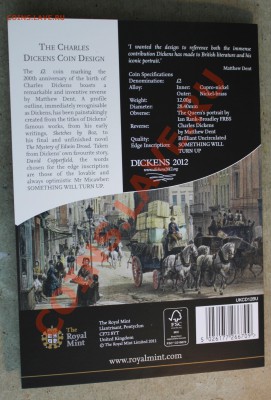 THE CHARLES
DICKENS COIN DESIGN
The £2 coin marking the
200th anniversary of the birth of
Charles Dickens boasts a
remarkable and inventive reverse
by Matthew Dent. A profile
outline, immediately recognisable
as Dickens, has been painstakingly
created from the titles of Dickens'
famous works, from his early
writings, Sketches by Boz, to
his final and unfinished novel
The Mystery of Edwin Drood. Taken
from Dickens' own favourite story,
David Copperfield, the words
chosen for the edge inscription
are those of the lovable and
always optimistic Mr Micawber:
SOMETHING WILL TURN UP.
'I wanted the design to reference both the immense
contribution Dickens has made to British literature and
his iconic portrait.'
Matthew Dent
Coin Specifications
Denomination: £2
Alloy: Inner: Cupro-nickel
Outer: Nickel-brass
Weight: 12.00g
Diameter: 28.40mm
Obverse: The Queen's portrait by
Ian Rank-Broadley FRBS
Reverse: Charles Dickens
by Matthew Dent
Quality: Brilliant Uncirculated
Edge Inscription: SOMETHING WILL
TURN UP
DICKENS 2012
www.dickens2012.org
UKCD12BU
The
Royal
Mint
The Royal Mint
Llantrisant, Pontyclun
CF72 8YT
United Kingdom
© The Royal Mint Limited 2011
FSC
www.royalmint.com